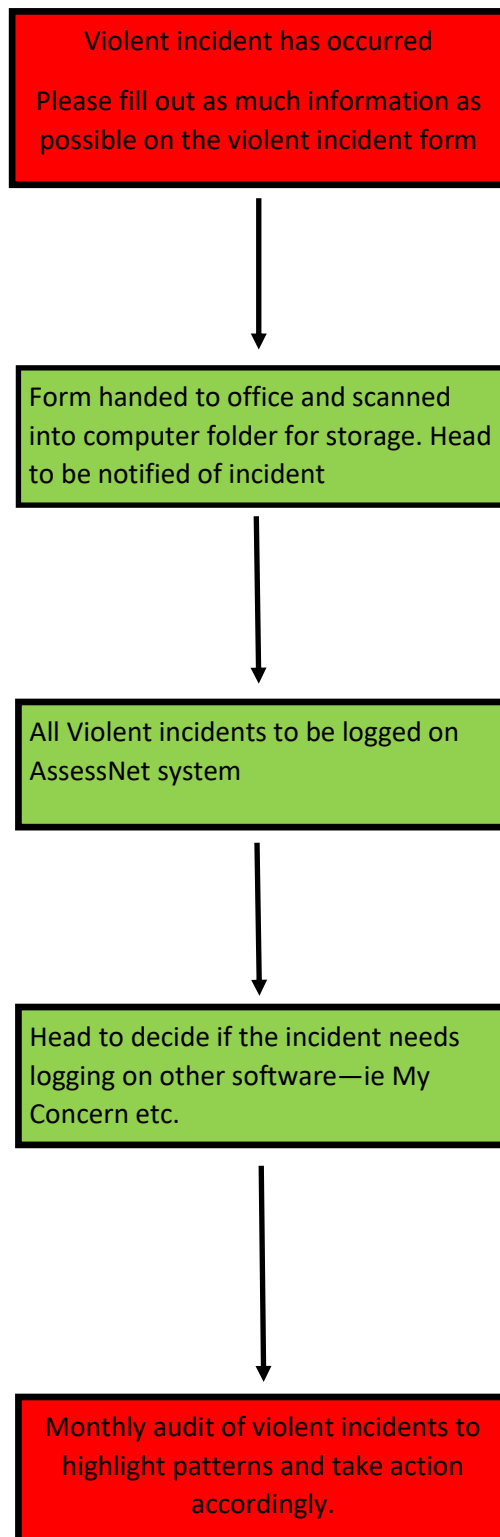 Violent incident has occurred
Please fill out as much information as
possible on the violent incident form
Form handed to office and scanned
into computer folder for storage. Head
to be notified of incident
All Violent incidents to be logged on
AssessNet system
Head to decide if the incident needs
logging on other software—ie My
Concern etc.
Monthly audit of violent incidents to
highlight patterns and take action
accordingly.